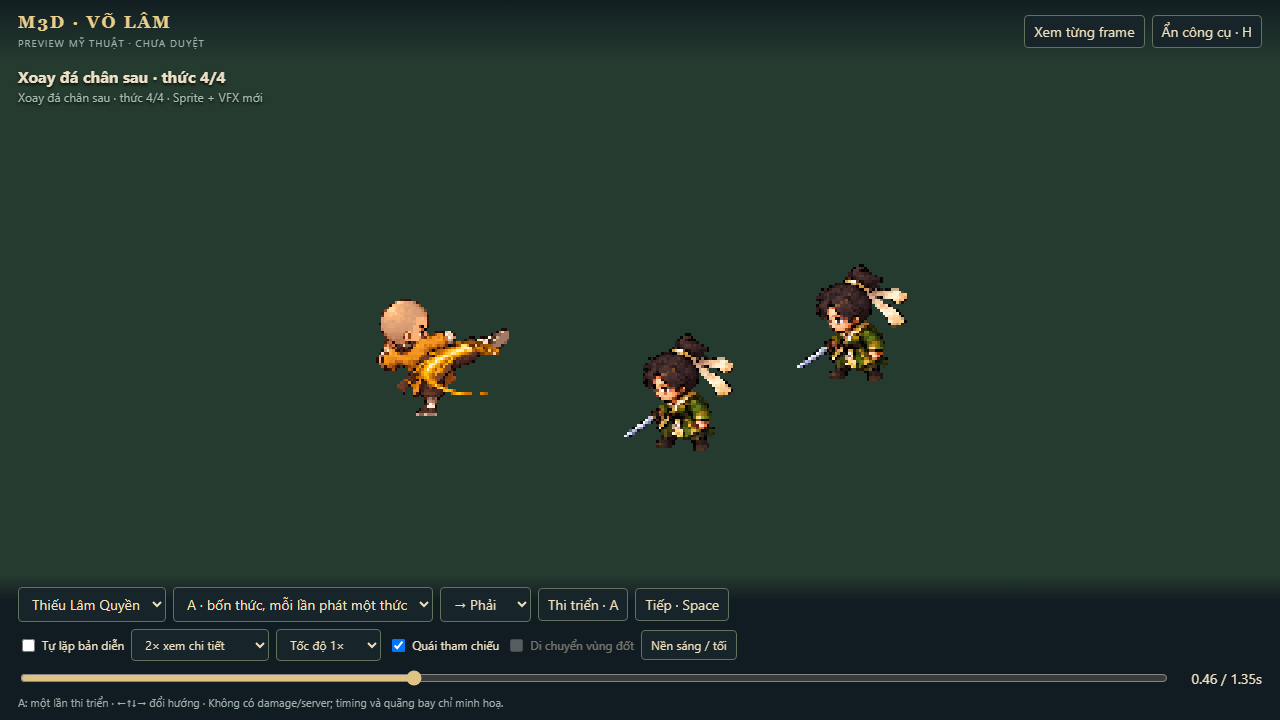 M3D · VÕ LÂM
PREVIEW MỸ THUẬT · CHƯA DUYỆT
Xem từng frame
Ẩn công cụ · H
Xoay đá chân sau · thức 4/4
Xoay đá chân sau · thức 4/4 · Sprite + VFX mới
Thiếu Lâm Quyền
A · bốn thức, mỗi lần phát một thức
→ Phải
Thi triển · A
Tiếp · Space
Tự lặp bản diễn
2× xem chi tiết
Tốc độ 1×
Quái tham chiếu
Di chuyển vùng đốt
Nền sáng / tối
0.46 / 1.35s
A: một lần thi triển · ←↑↓→ đổi hướng · Không có damage/server; timing và quãng bay chỉ minh hoạ.